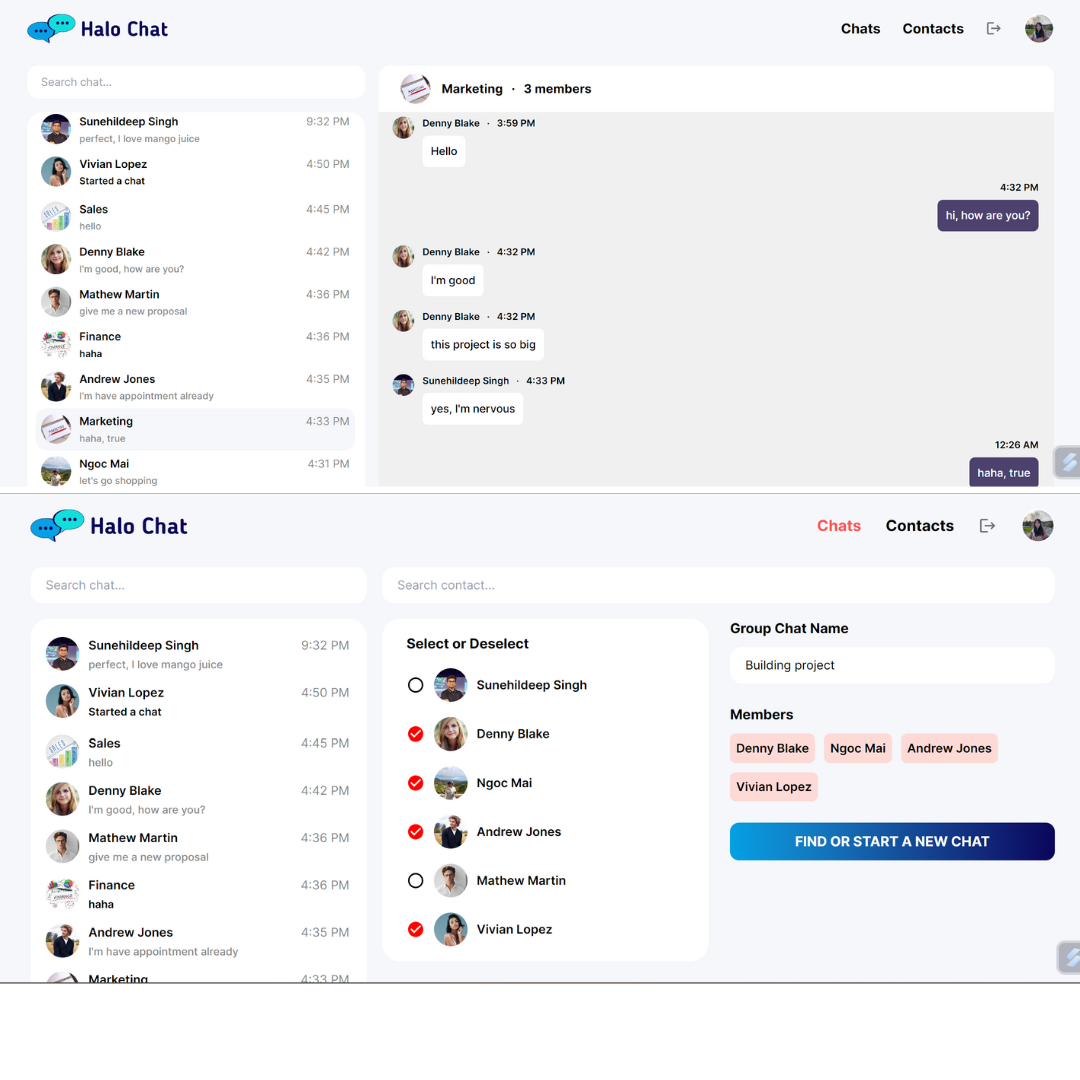 Halo Chat
Chats Contacts
Search chat...
Sunehildeep Singh 9:32 PM
perfect, I love mango juice
Vivian Lopez 4:50 PM
Started a chat
Sales 4:45 PM
hello
Denny Blake 4:42 PM
I'm good, how are you?
Mathew Martin 4:36 PM
give me a new proposal
Finance 4:36 PM
haha
Andrew Jones 4:35 PM
I'm have appointment already
Marketing 4:33 PM
haha, true
Ngoc Mai 4:31 PM
let's go shopping
Marketing · 3 members
Denny Blake · 3:59 PM
Hello
4:32 PM
hi, how are you?
Denny Blake · 4:32 PM
I'm good
Denny Blake · 4:32 PM
this project is so big
Sunehildeep Singh · 4:33 PM
yes, I'm nervous
12:26 AM
haha, true
Halo Chat
Chats Contacts
Search chat...
Sunehildeep Singh 9:32 PM
perfect, I love mango juice
Vivian Lopez 4:50 PM
Started a chat
Sales 4:45 PM
hello
Denny Blake 4:42 PM
I'm good, how are you?
Mathew Martin 4:36 PM
give me a new proposal
Finance 4:36 PM
haha
Andrew Jones 4:35 PM
I'm have appointment already
Marketing 4:33 PM
Search contact...
Select or Deselect
Sunehildeep Singh
Denny Blake
Ngoc Mai
Andrew Jones
Mathew Martin
Vivian Lopez
Group Chat Name
Building project
Members
Denny Blake Ngoc Mai Andrew Jones
Vivian Lopez
FIND OR START A NEW CHAT